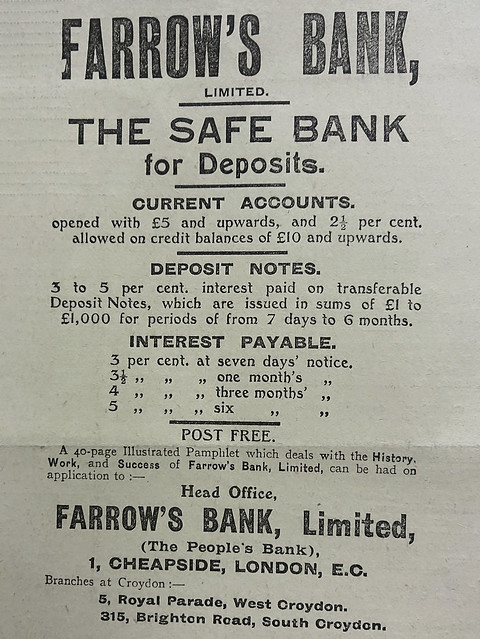 FARROW'S BANK,
LIMITED.
THE SAFE BANK
for Deposits.
CURRENT ACCOUNTS.
opened with £5 and upwards, and 2½ per cent.
allowed on credit balances of £10 and upwards.
DEPOSIT NOTES.
3 to 5 per cent. interest paid on transferable
Deposit Notes, which are issued in sums of £1 to
£1,000 for periods of from 7 days to 6 months.
INTEREST PAYABLE.
3 per cent. at seven days' notice.
3½ ,, ,, ,, one month's ,,
4 ,, ,, ,, three months' ,,
5 ,, ,, ,, six ,, ,,
POST FREE.
A 40-page Illustrated Pamphlet which deals with the History,
Work, and Success of Farrow's Bank, Limited, can be had on
application to :—
Head Office,
FARROW'S BANK, Limited,
(The People's Bank),
1, CHEAPSIDE, LONDON, E.C.
Branches at Croydon :—
5, Royal Parade, West Croydon.
315, Brighton Road, South Croydon.